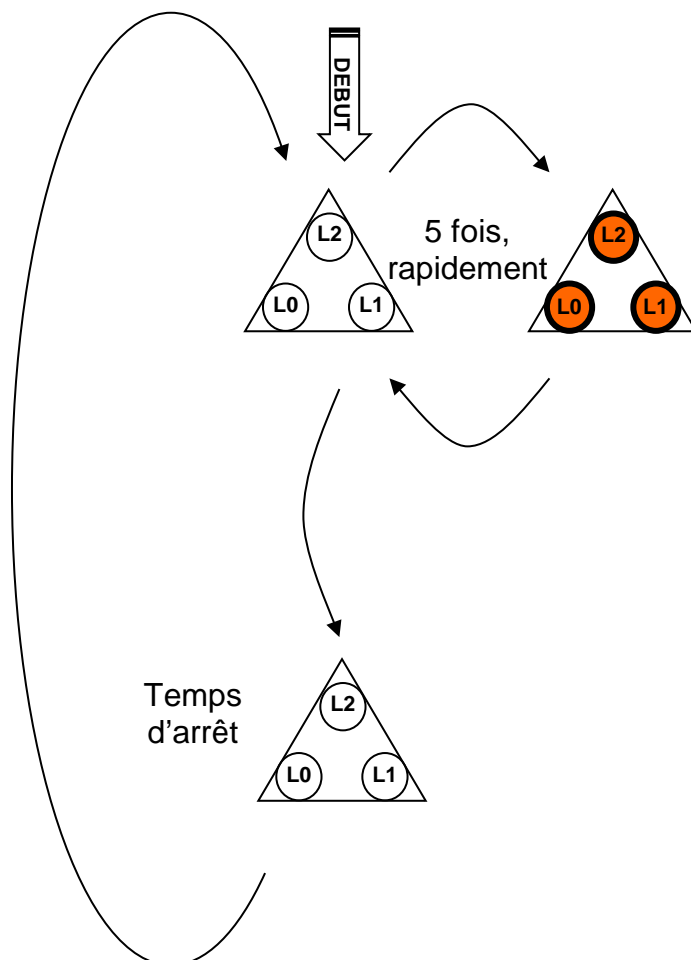 DEBUT
L2
L0
L1
5 fois,
rapidement
L2
L0
L1
Temps
d'arrêt
L2
L0
L1